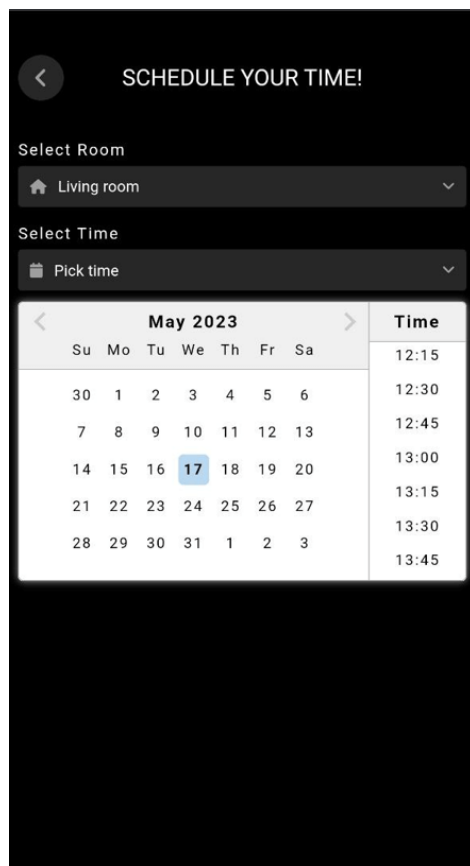 SCHEDULE YOUR TIME!
Select Room
Living room
Select Time
Pick time
May 2023
Su Mo Tu We Th Fr Sa
30 1 2 3 4 5 6
7 8 9 10 11 12 13
14 15 16 17 18 19 20
21 22 23 24 25 26 27
28 29 30 31 1 2 3
Time
12:15
12:30
12:45
13:00
13:15
13:30
13:45